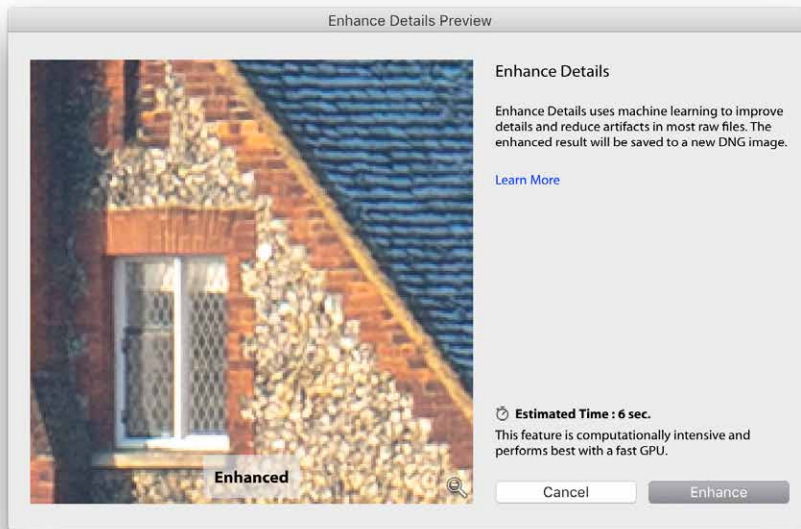 Enhance Details Preview
Enhance Details
Enhance Details uses machine learning to improve
details and reduce artifacts in most raw files. The
enhanced result will be saved to a new DNG image.
Learn More
Estimated Time : 6 sec.
This feature is computationally intensive and
performs best with a fast GPU.
Enhanced
Cancel
Enhance